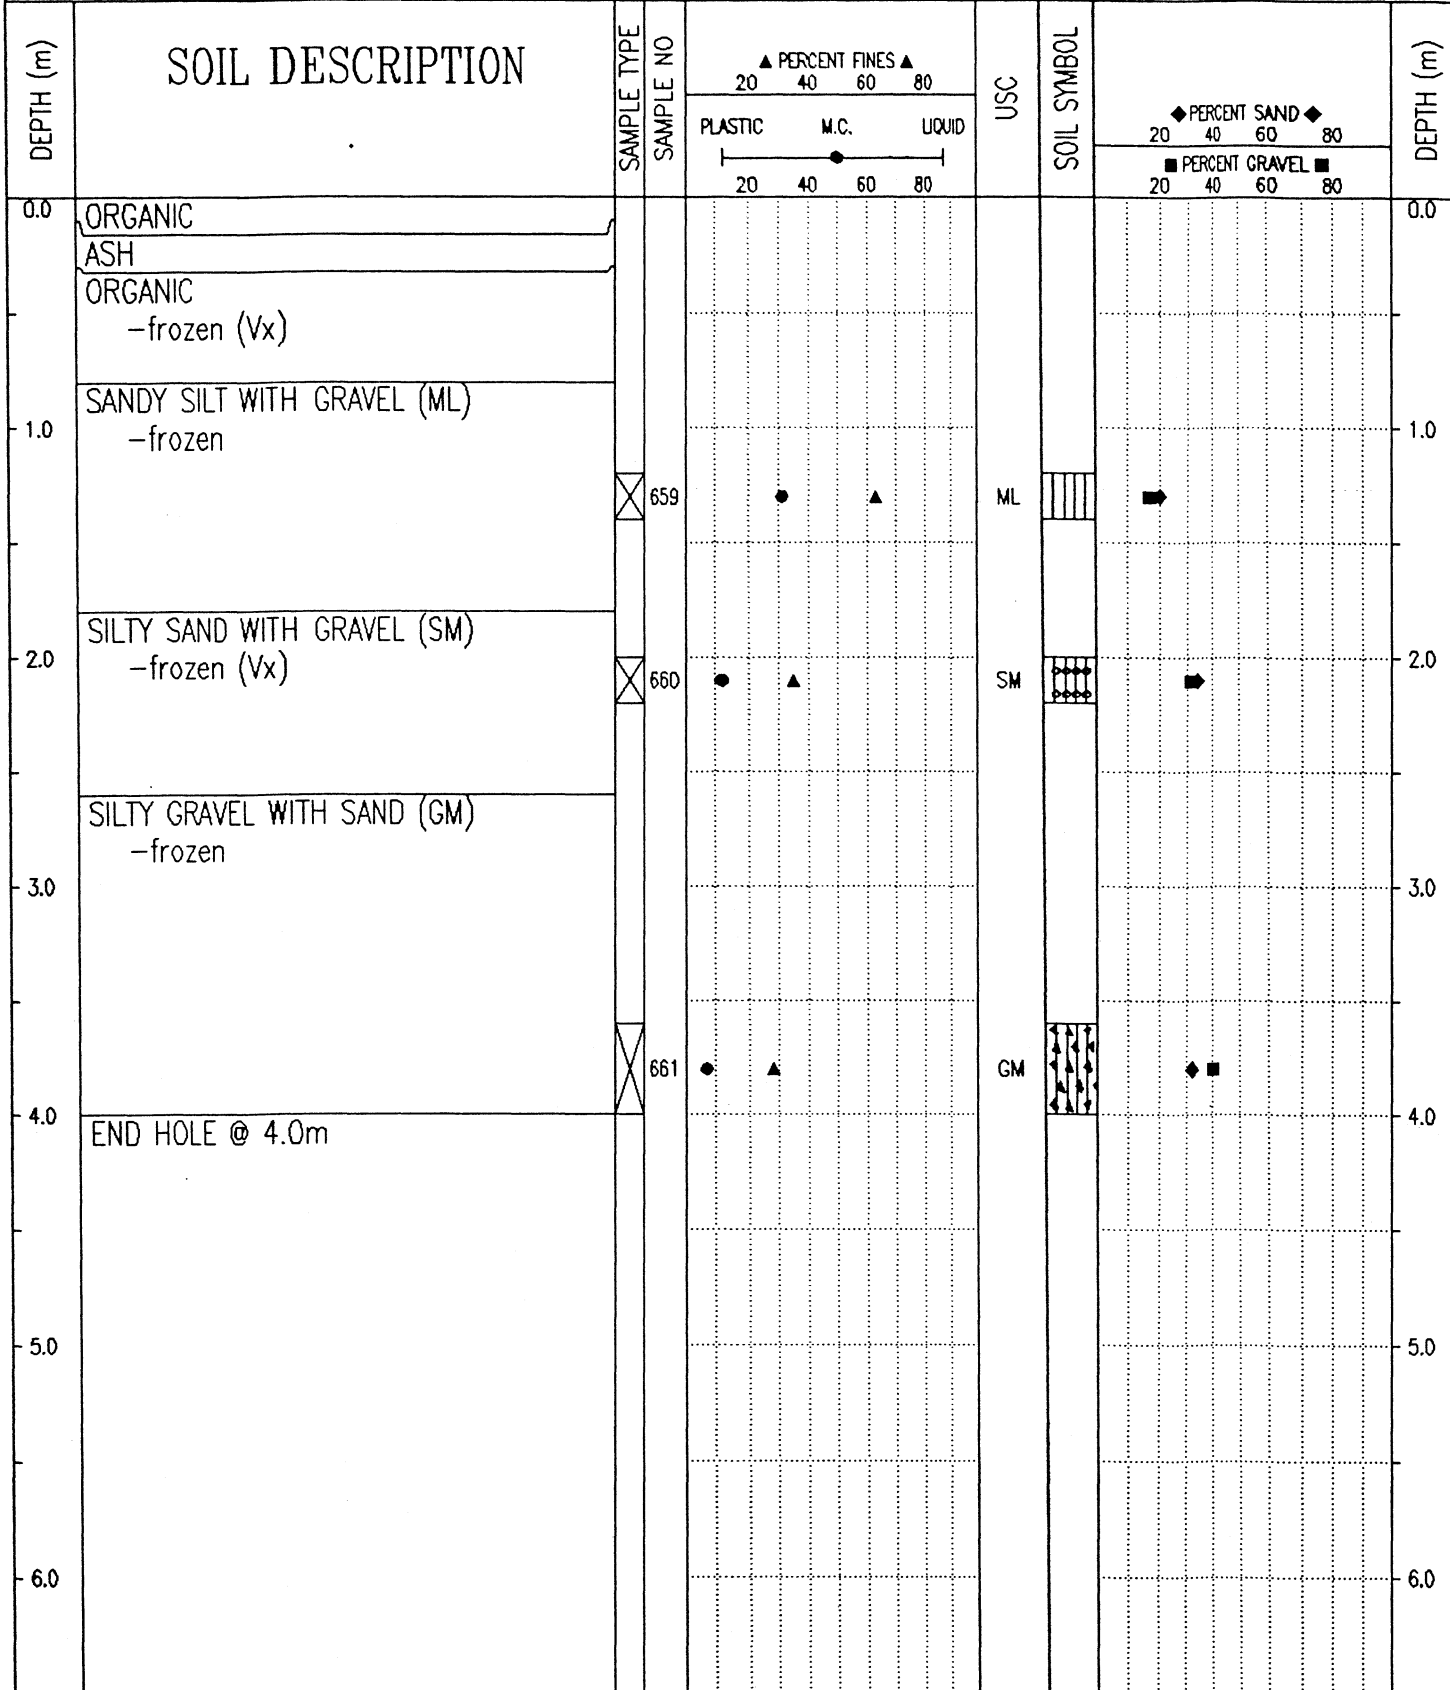 DEPTH (m)
SOIL DESCRIPTION
SAMPLE TYPE
SAMPLE NO
▲ PERCENT FINES ▲
20 40 60 80
PLASTIC M.C. LIQUID
20 40 60 80
USC
SOIL SYMBOL
◆ PERCENT SAND ◆
20 40 60 80
■ PERCENT GRAVEL ■
20 40 60 80
DEPTH (m)
0.0 ORGANIC 0.0
ASH
ORGANIC
-frozen (Vx)
SANDY SILT WITH GRAVEL (ML)
1.0 -frozen 1.0
659 ML
SILTY SAND WITH GRAVEL (SM)
2.0 -frozen (Vx) 2.0
660 SM
SILTY GRAVEL WITH SAND (GM)
-frozen
3.0 3.0
661 GM
4.0 4.0
END HOLE @ 4.0m
5.0 5.0
6.0 6.0